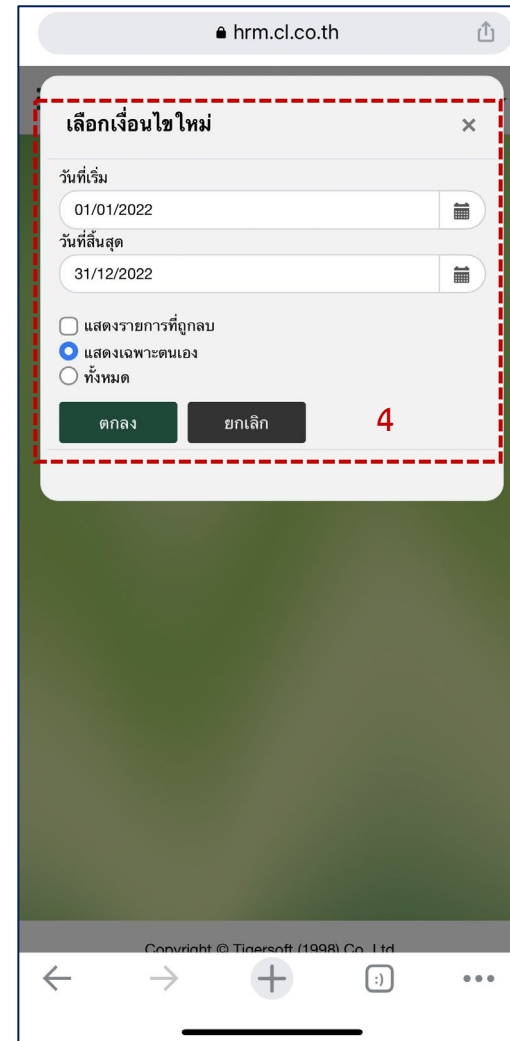 hrm.cl.co.th
เลือกเงื่อนไขใหม่ ×
วันที่เริ่ม
01/01/2022
วันที่สิ้นสุด
31/12/2022
แสดงรายการที่ถูกลบ
แสดงเฉพาะตนเอง
ทั้งหมด
ตกลง ยกเลิก 4
Copyright © Tigersoft (1998) Co.,Ltd
:)